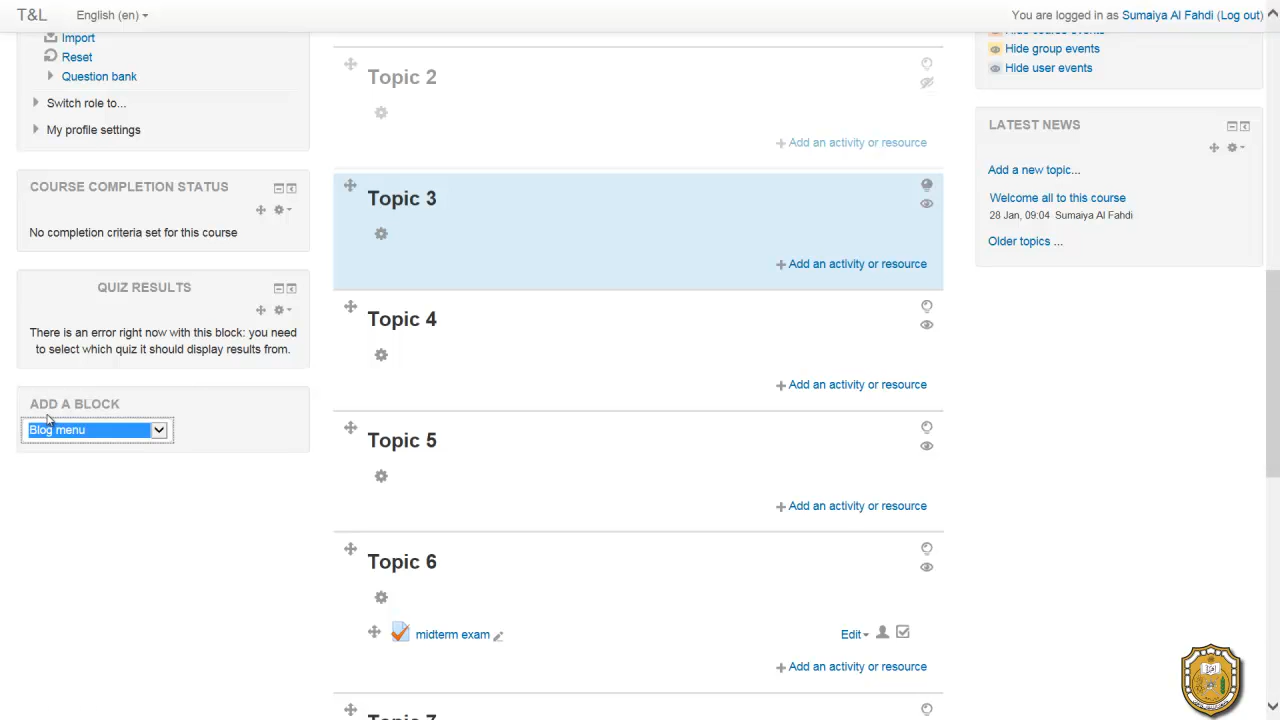 T&L
English (en)
You are logged in as Sumaiya Al Fahdi (Log out)
Import
Reset
Question bank
Switch role to...
My profile settings
COURSE COMPLETION STATUS
No completion criteria set for this course
QUIZ RESULTS
There is an error right now with this block: you need
to select which quiz it should display results from.
ADD A BLOCK
Blog menu
Topic 2
Add an activity or resource
Topic 3
Add an activity or resource
Topic 4
Add an activity or resource
Topic 5
Add an activity or resource
Topic 6
midterm exam
Edit
Add an activity or resource
Topic 7
Hide course events
Hide group events
Hide user events
LATEST NEWS
Add a new topic...
Welcome all to this course
28 Jan, 09:04 Sumaiya Al Fahdi
Older topics ...